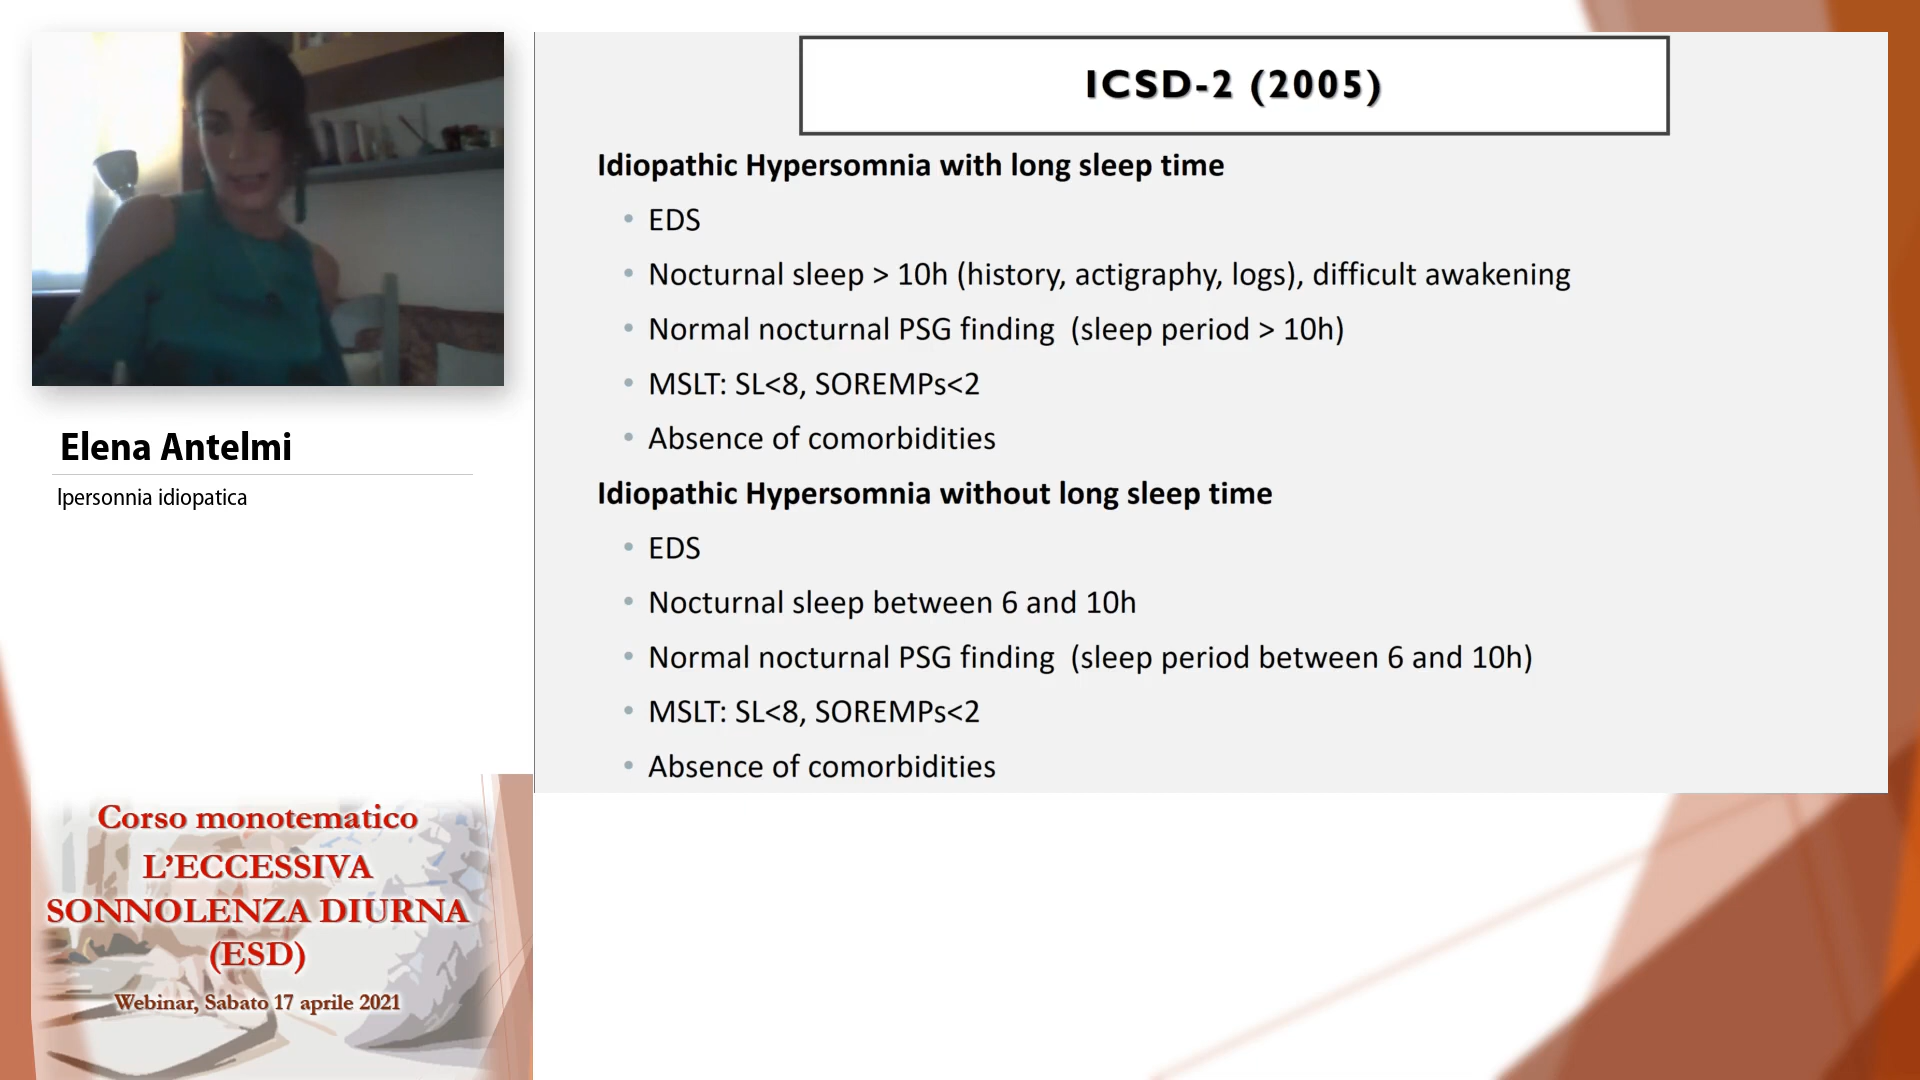 ICSD-2 (2005)
Idiopathic Hypersomnia with long sleep time
• EDS
• Nocturnal sleep > 10h (history, actigraphy, logs), difficult awakening
• Normal nocturnal PSG finding (sleep period > 10h)
• MSLT: SL<8, SOREMPs<2
• Absence of comorbidities
Idiopathic Hypersomnia without long sleep time
• EDS
• Nocturnal sleep between 6 and 10h
• Normal nocturnal PSG finding (sleep period between 6 and 10h)
• MSLT: SL<8, SOREMPs<2
• Absence of comorbidities
Elena Antelmi
Ipersonnia idiopatica
Corso monotematico
L’ECCESSIVA
SONNOLENZA DIURNA
(ESD)
Webinar, Sabato 17 aprile 2021